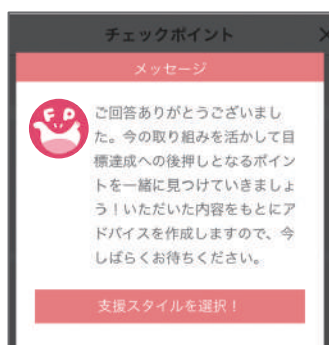 チェックポイント
メッセージ
FD
ご回答ありがとうございまし
た。今の取り組みを活かして目
標達成への後押しとなるポイン
トを一緒に見つけていきましょ
う！いただいた内容をもとにア
ドバイスを作成しますので、今
しばらくお待ちください。
支援スタイルを選択！